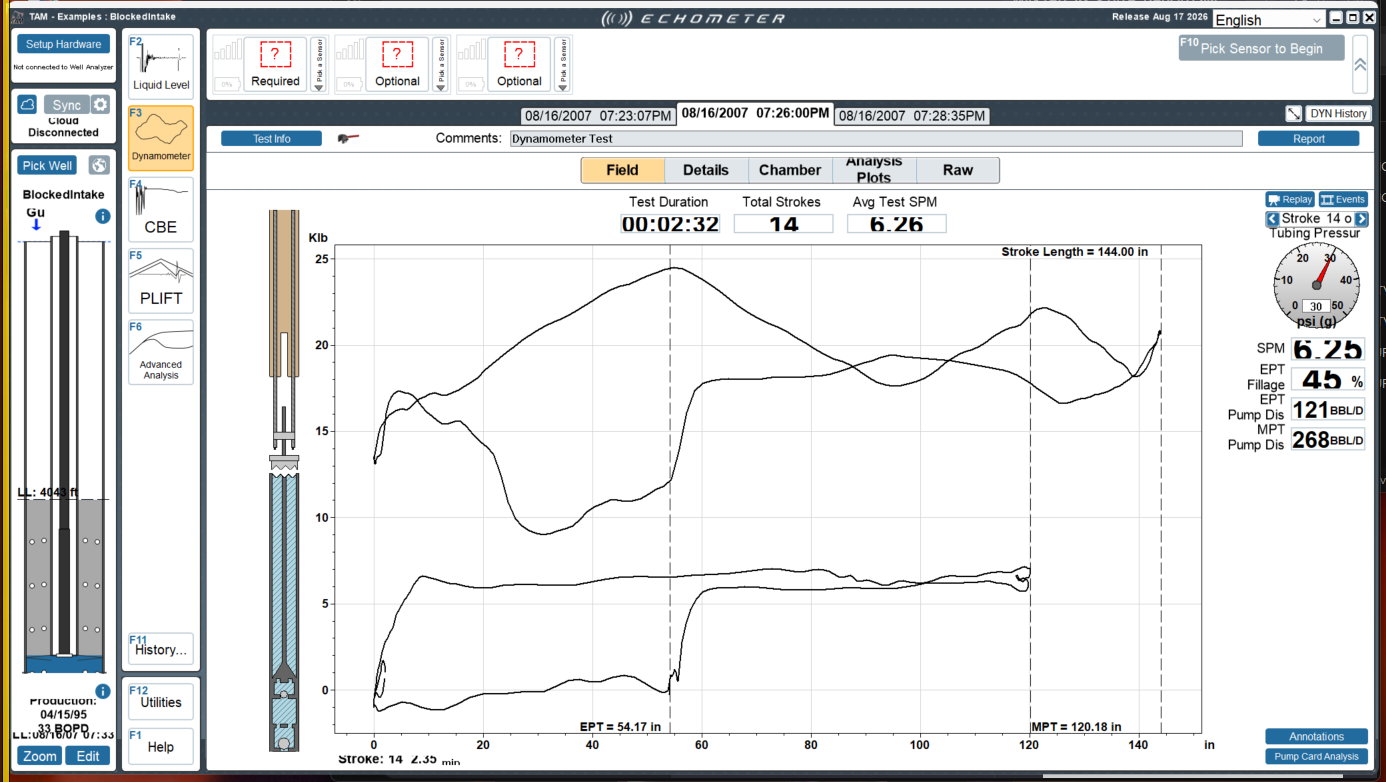 TAM - Examples : BlockedIntake
ECHOMETER
Release Aug 17 2026
English
Setup Hardware
Not connected to Well Analyzer
Sync
Cloud
Disconnected
Pick Well
BlockedIntake
Gu
LL: 4043 ft
Production:
04/15/95
33 BOPD
LL:08/16/07 07:33
Zoom
Edit
F2
Liquid Level
F3
Dynamometer
F4
CBE
F5
PLIFT
F6
Advanced
Analysis
F11
History...
F12
Utilities
F1
Help
?
0%
Required
Pick a Sensor
?
0%
Optional
Pick a Sensor
?
0%
Optional
Pick a Sensor
F10 Pick Sensor to Begin
08/16/2007 07:23:07PM
08/16/2007 07:26:00PM
08/16/2007 07:28:35PM
DYN History
Test Info
Comments:
Dynamometer Test
Report
Field
Details
Chamber
Analysis
Plots
Raw
Test Duration
00:02:32
Total Strokes
14
Avg Test SPM
6.26
Klb
25
20
15
10
5
0
Stroke Length = 144.00 in
EPT = 54.17 in
MPT = 120.18 in
0
20
40
60
80
100
120
140
in
Stroke: 14 2.35 min
Replay
Events
Stroke 14 o
Tubing Pressur
0
10
20
30
40
50
30
psi (g)
SPM
6.25
EPT
Fillage
45 %
EPT
Pump Dis
121 BBL/D
MPT
Pump Dis
268 BBL/D
Annotations
Pump Card Analysis